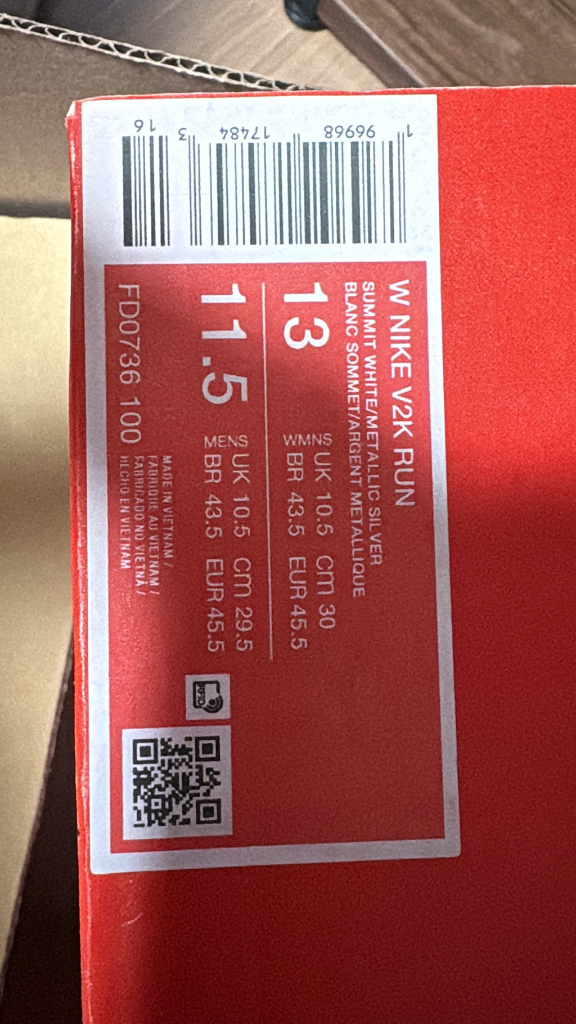 W NIKE V2K RUN
SUMMIT WHITE/METALLIC SILVER
BLANC SOMMET/ARGENT METALLIQUE
13
WMNS
UK 10.5 CM 30
BR 43.5 EUR 45.5
11.5
MENS
UK 10.5 CM 29.5
BR 43.5 EUR 45.5
FD0736 100
MADE IN VIETNAM /
FABRIQUE AU VIETNAM /
FABRICADO NO VIETNÃ /
HECHO EN VIETNAM
RFID
1 96968 17484 3 16